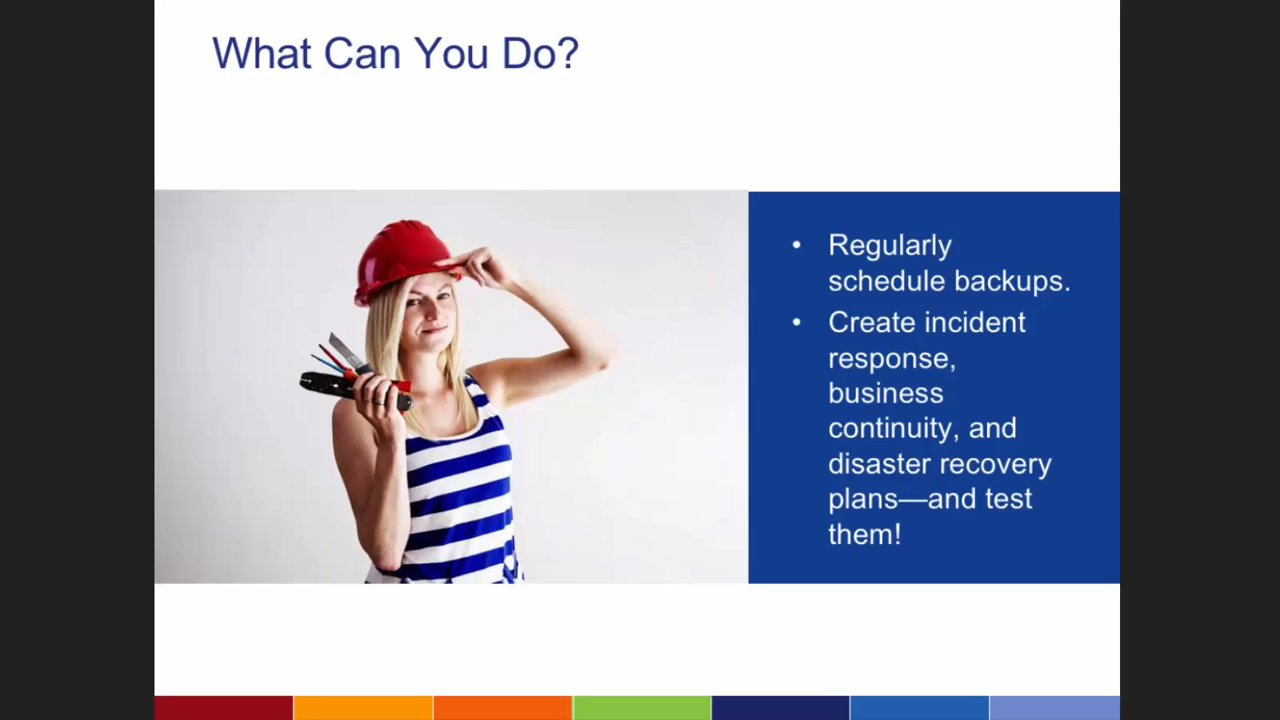 What Can You Do?
• Regularly
schedule backups.
• Create incident
response,
business
continuity, and
disaster recovery
plans—and test
them!